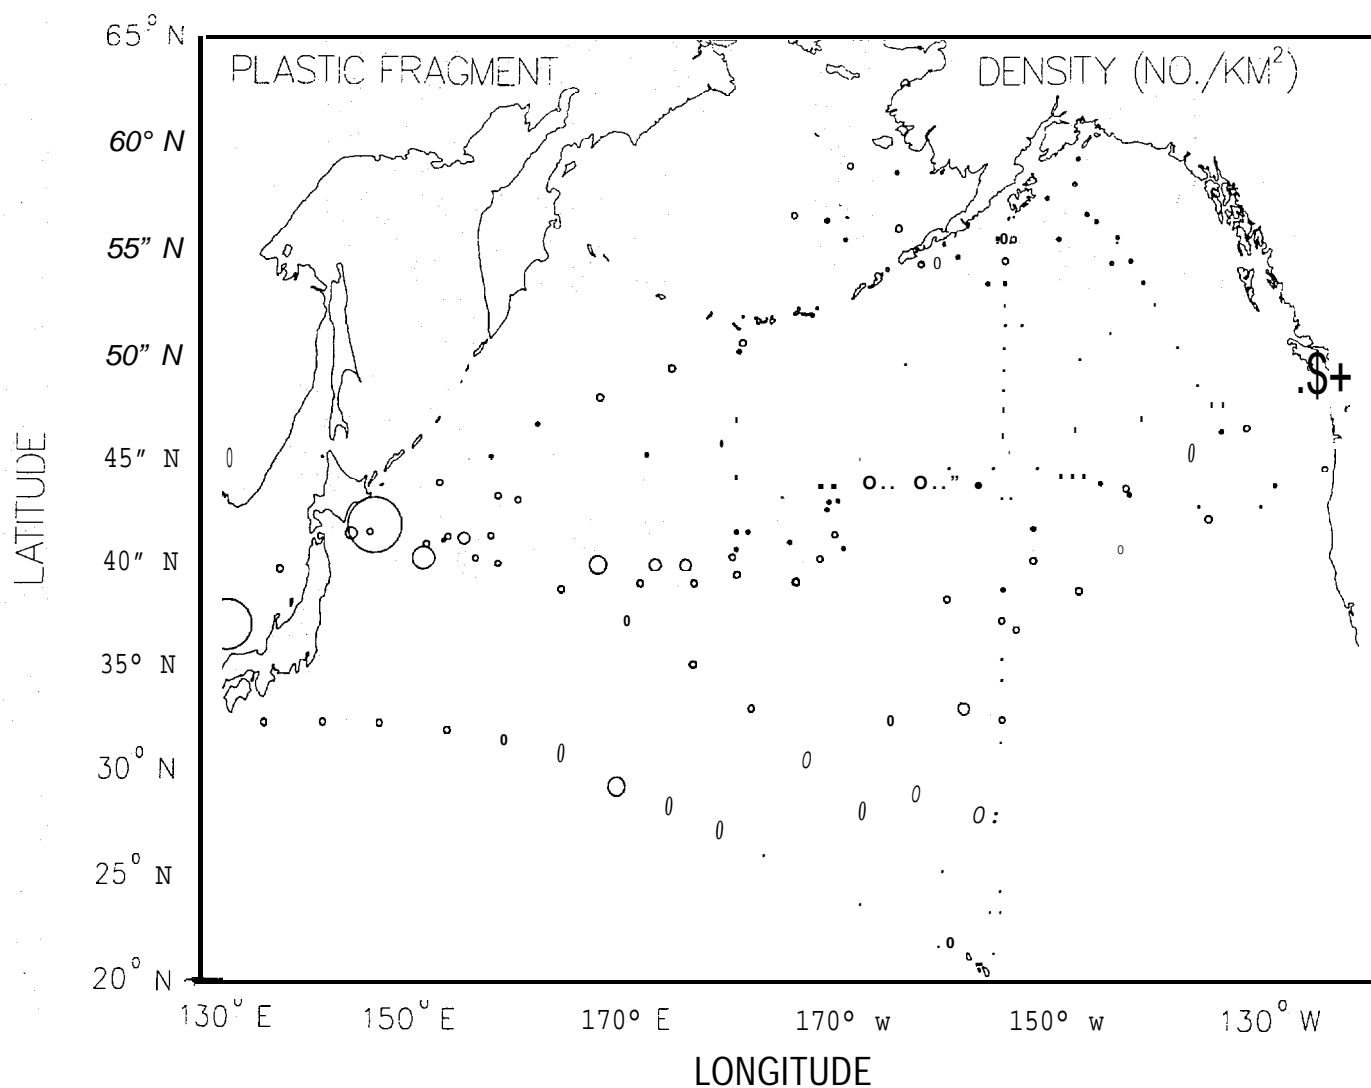 65° N
PLASTIC FRAGMENT DENSITY (NO./KM²)
60° N
55” N
50” N
.$+
45” N
40” N
35° N
30° N
25° N
20° N
LATITUDE
130° E 150° E 170° E 170° W 150° W 130° W
LONGITUDE